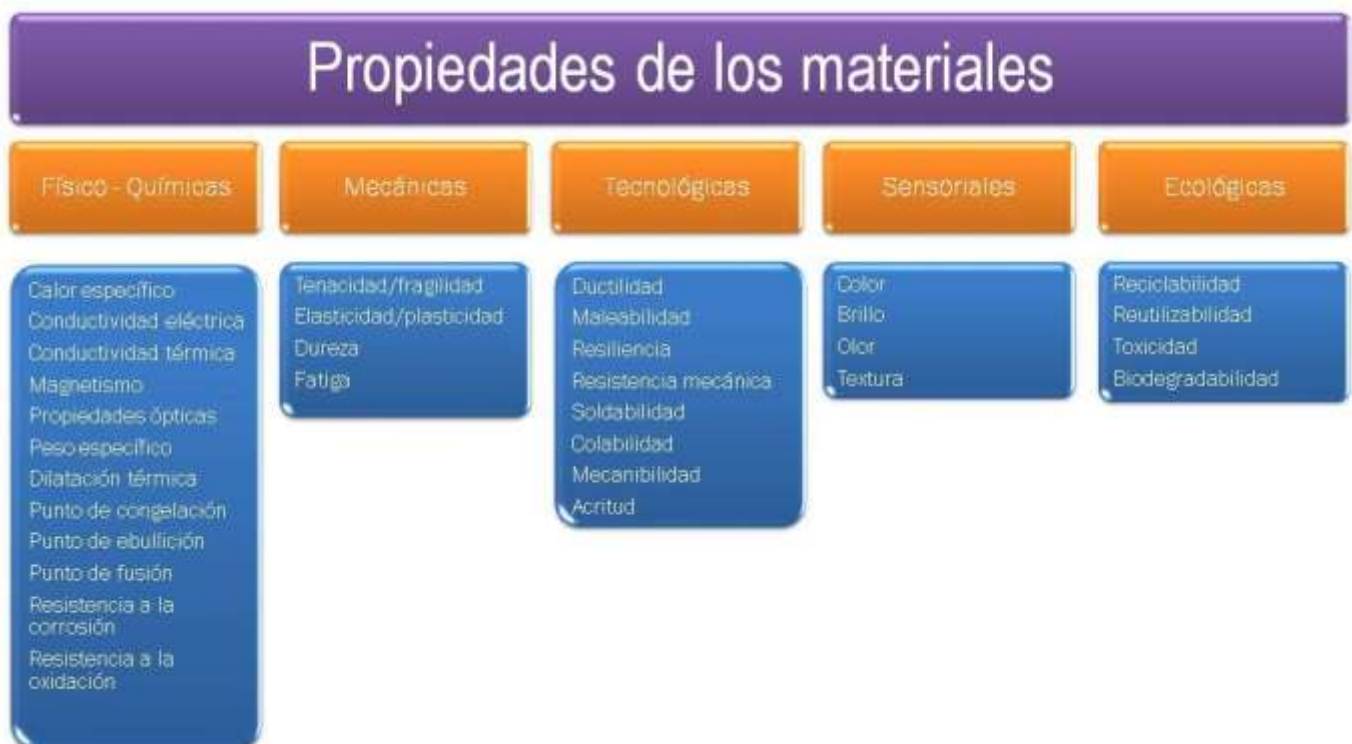 Propiedades de los materiales
Físico - Químicas
Calor específico
Conductividad eléctrica
Conductividad térmica
Magnetismo
Propiedades ópticas
Peso específico
Dilatación térmica
Punto de congelación
Punto de ebullición
Punto de fusión
Resistencia a la
corrosión
Resistencia a la
oxidación
Mecánicas
Tenacidad/fragilidad
Elasticidad/plasticidad
Dureza
Fatiga
Tecnológicas
Ductilidad
Maleabilidad
Resiliencia
Resistencia mecánica
Soldabilidad
Colabilidad
Mecanibilidad
Acritud
Sensoriales
Color
Brillo
Olor
Textura
Ecológicas
Reciclabilidad
Reutilizabilidad
Toxicidad
Biodegradabilidad